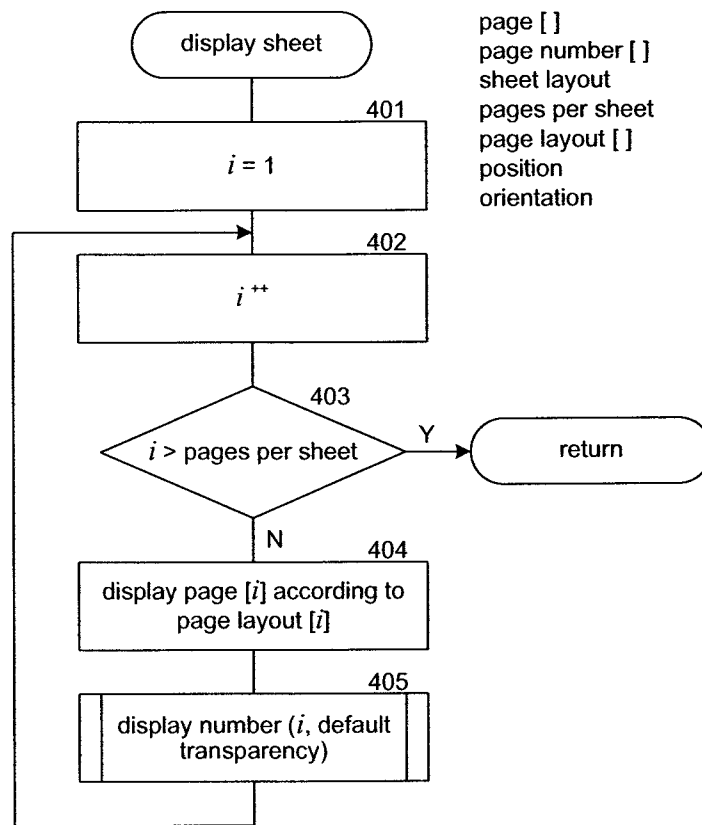 display sheet
page [ ]
page number [ ]
sheet layout
pages per sheet
page layout [ ]
position
orientation
401
i = 1
402
i ++
403
i > pages per sheet
Y
return
N
404
display page [i] according to
page layout [i]
405
display number (i, default
transparency)